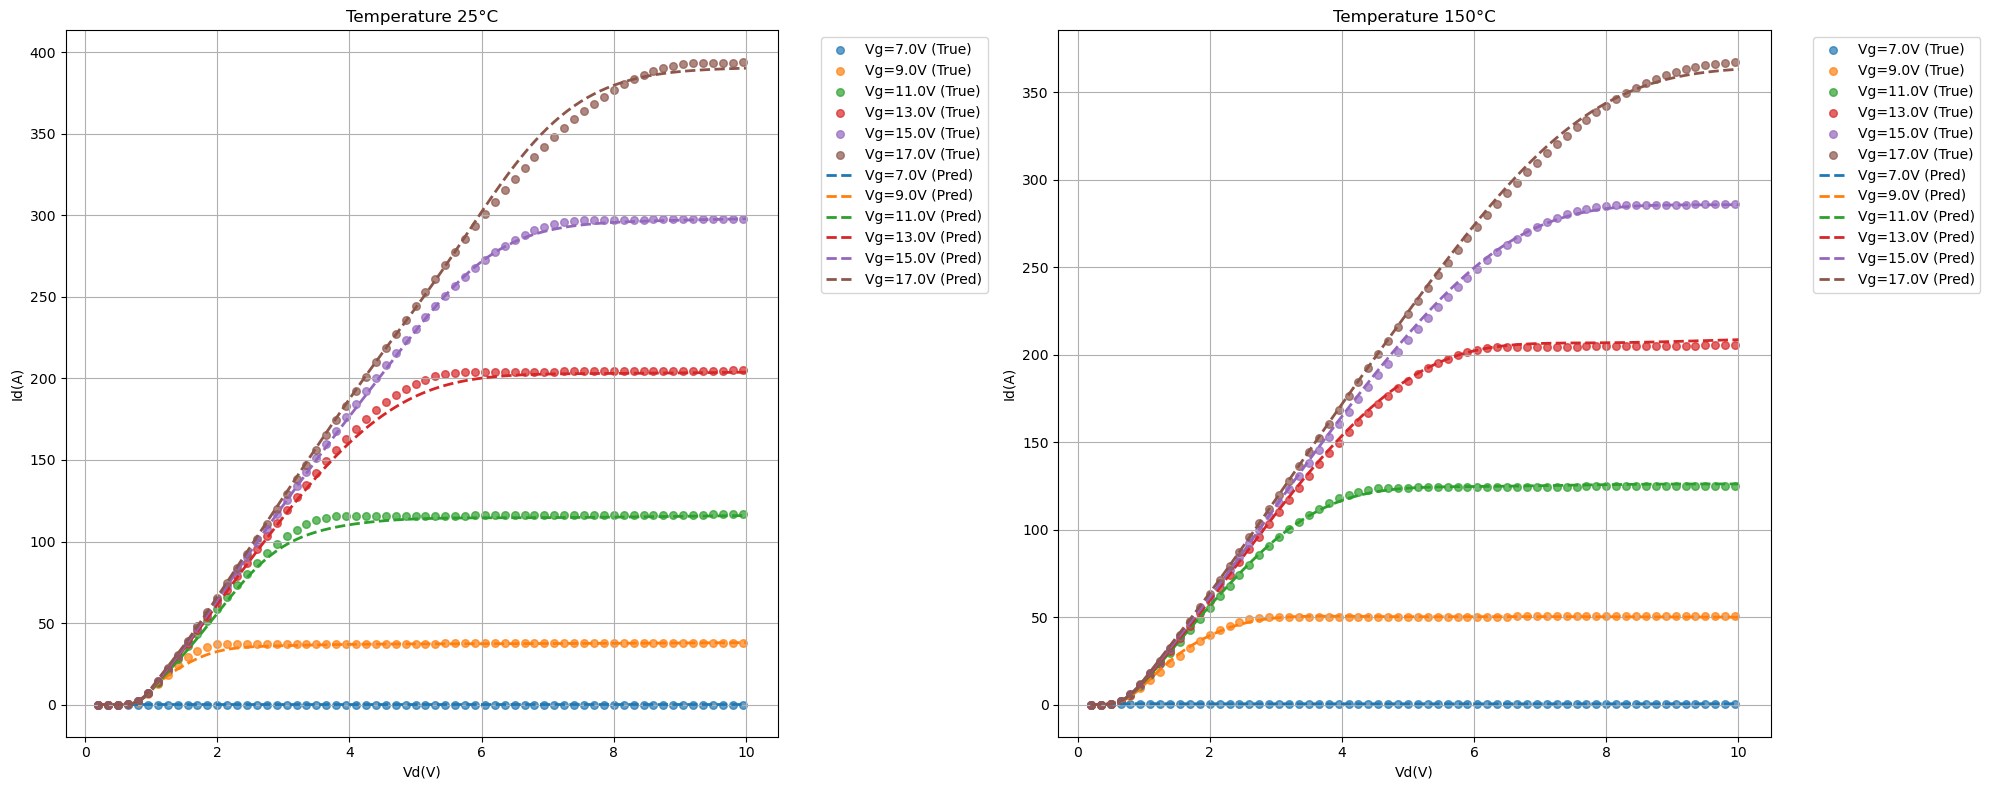 Temperature 25°C
400
350
300
250
200
150
100
50
0
Id(A)
0 2 4 6 8 10
Vd(V)
Vg=7.0V (True)
Vg=9.0V (True)
Vg=11.0V (True)
Vg=13.0V (True)
Vg=15.0V (True)
Vg=17.0V (True)
Vg=7.0V (Pred)
Vg=9.0V (Pred)
Vg=11.0V (Pred)
Vg=13.0V (Pred)
Vg=15.0V (Pred)
Vg=17.0V (Pred)
Temperature 150°C
350
300
250
200
150
100
50
0
Id(A)
0 2 4 6 8 10
Vd(V)
Vg=7.0V (True)
Vg=9.0V (True)
Vg=11.0V (True)
Vg=13.0V (True)
Vg=15.0V (True)
Vg=17.0V (True)
Vg=7.0V (Pred)
Vg=9.0V (Pred)
Vg=11.0V (Pred)
Vg=13.0V (Pred)
Vg=15.0V (Pred)
Vg=17.0V (Pred)